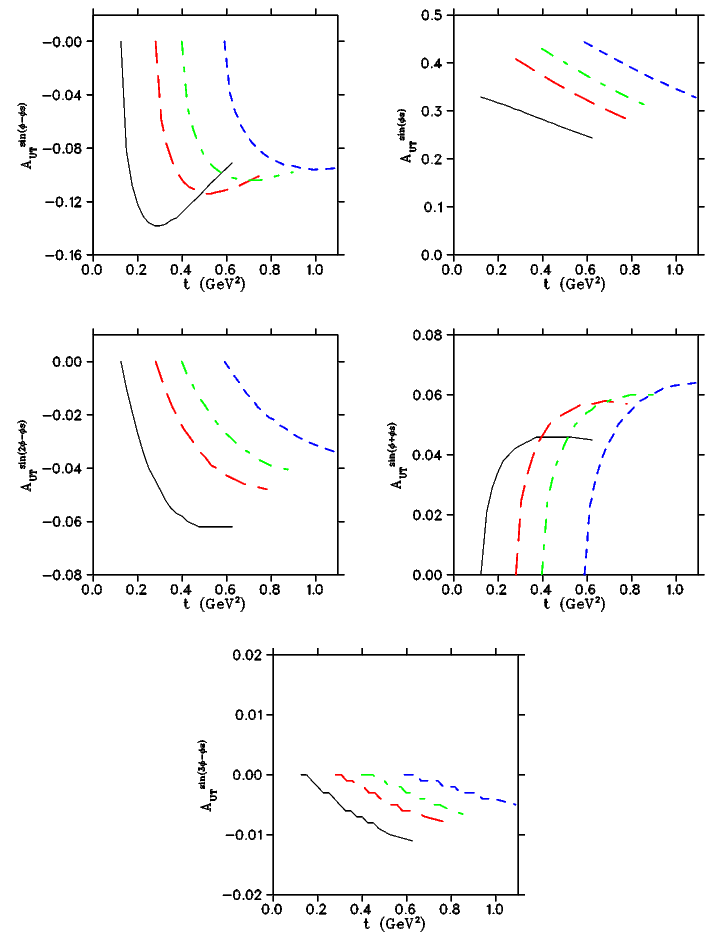 −0.00
−0.04
−0.08
−0.12
−0.16
0.0 0.2 0.4 0.6 0.8 1.0
t (GeV²)
A_UT^sin(ϕ−ϕs)
0.5
0.4
0.3
0.2
0.1
0.0
0.0 0.2 0.4 0.6 0.8 1.0
t (GeV²)
A_UT^sin(ϕs)
0.00
−0.02
−0.04
−0.06
−0.08
0.0 0.2 0.4 0.6 0.8 1.0
t (GeV²)
A_UT^sin(2ϕ−ϕs)
0.08
0.06
0.04
0.02
0.00
0.0 0.2 0.4 0.6 0.8 1.0
t (GeV²)
A_UT^sin(ϕ+ϕs)
0.02
0.01
0.00
−0.01
−0.02
0.0 0.2 0.4 0.6 0.8 1.0
t (GeV²)
A_UT^sin(3ϕ−ϕs)